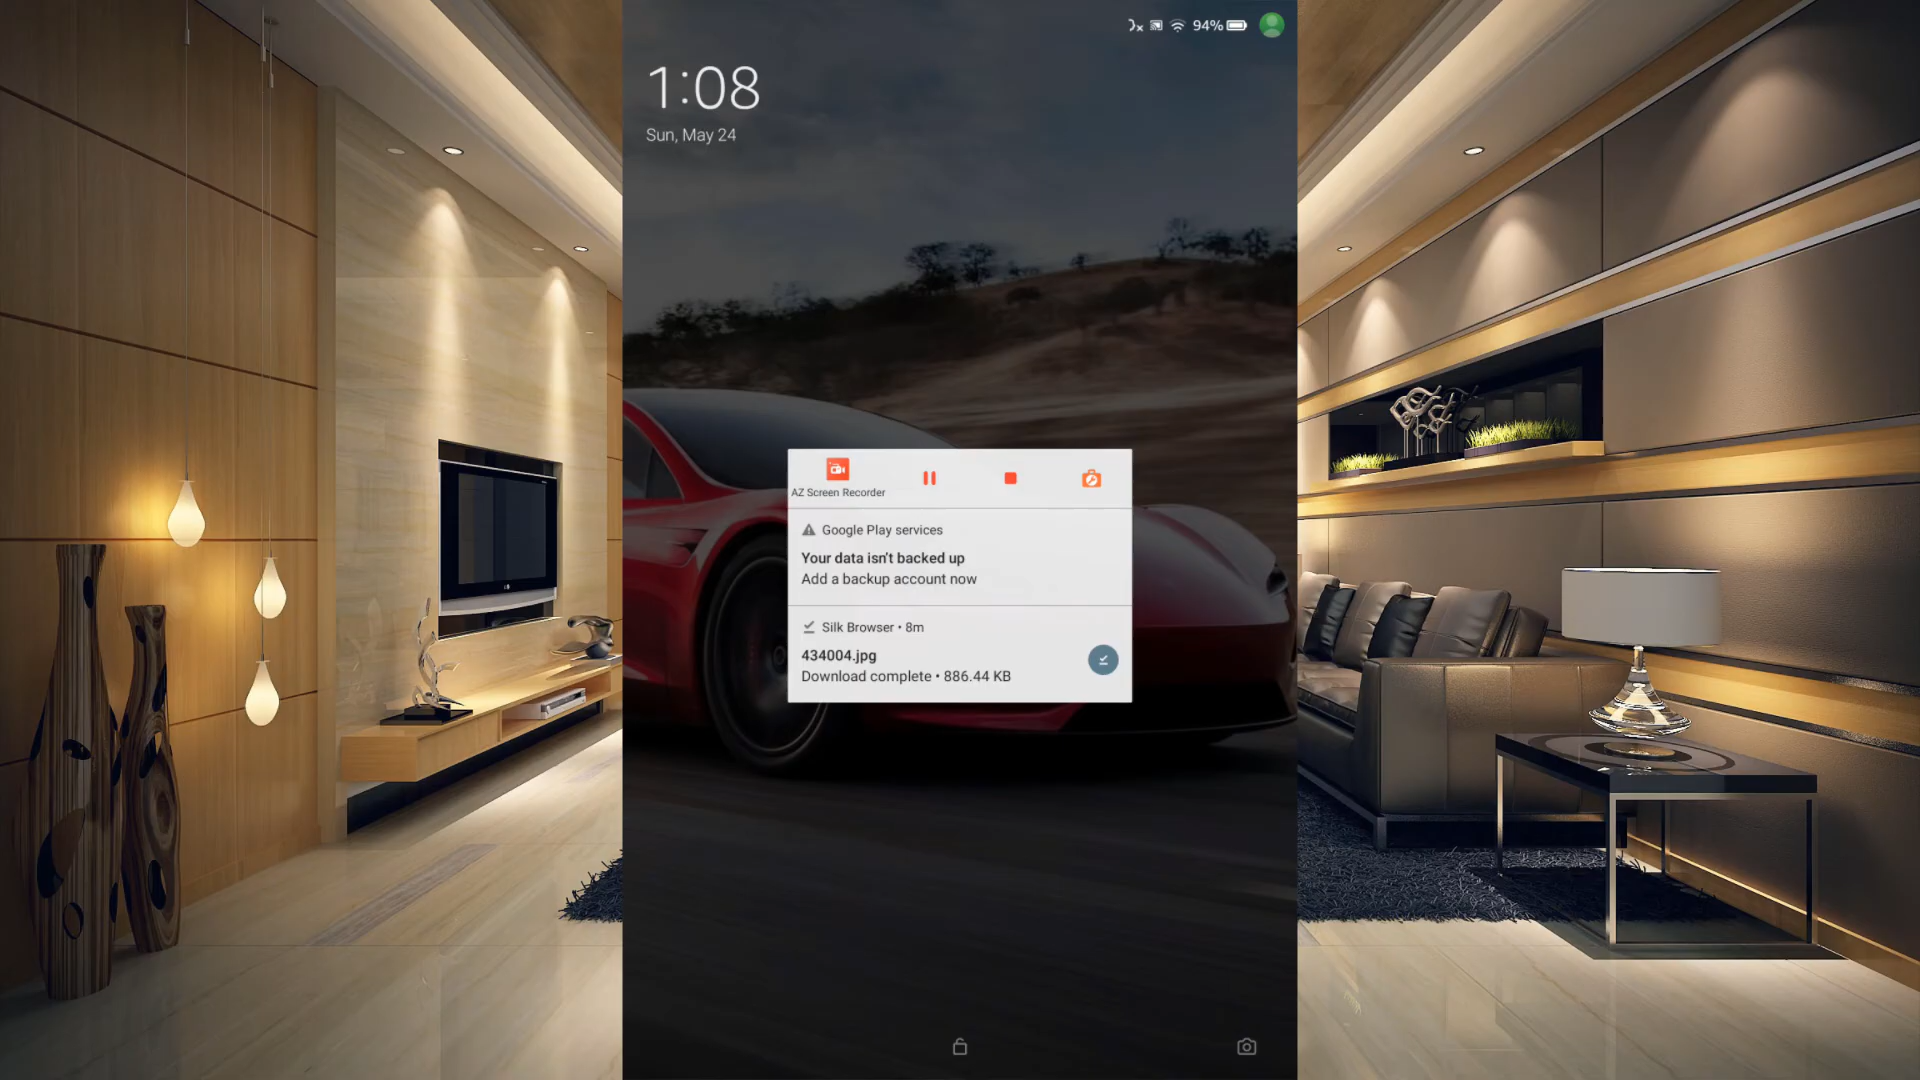 94%
1:08
Sun, May 24
AZ Screen Recorder
Google Play services
Your data isn't backed up
Add a backup account now
Silk Browser • 8m
434004.jpg
Download complete • 886.44 KB